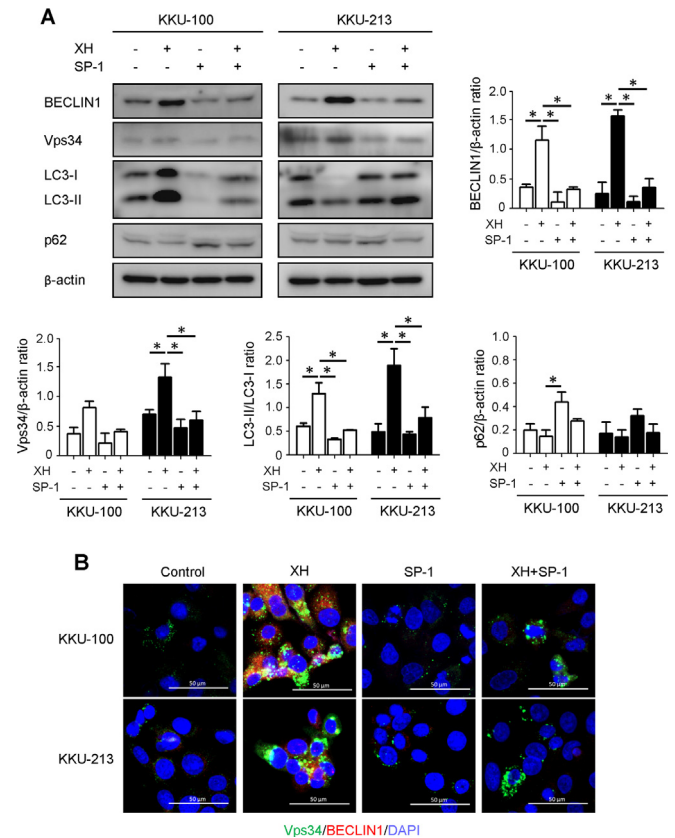 A
KKU-100 KKU-213
XH - + - + - + - +
SP-1 - - + + - - + +
BECLIN1
Vps34
LC3-I
LC3-II
p62
β-actin
BECLIN1/β-actin ratio
2.0
1.5
1.0
0.5
0.0
* * * * * *
XH - + - + - + - +
SP-1 - - + + - - + +
KKU-100 KKU-213
Vps34/β-actin ratio
2.0
1.5
1.0
0.5
0.0
* * *
XH - + - + - + - +
SP-1 - - + + - - + +
KKU-100 KKU-213
LC3-II/LC3-I ratio
2.5
2.0
1.5
1.0
0.5
0.0
* * * * * *
XH - + - + - + - +
SP-1 - - + + - - + +
KKU-100 KKU-213
p62/β-actin ratio
1.0
0.8
0.6
0.4
0.2
0.0
*
XH - + - + - + - +
SP-1 - - + + - - + +
KKU-100 KKU-213
B
Control XH SP-1 XH+SP-1
KKU-100
50 μm 50 μm 50 μm 50 μm
KKU-213
50 μm 50 μm 50 μm 50 μm
Vps34/BECLIN1/DAPI